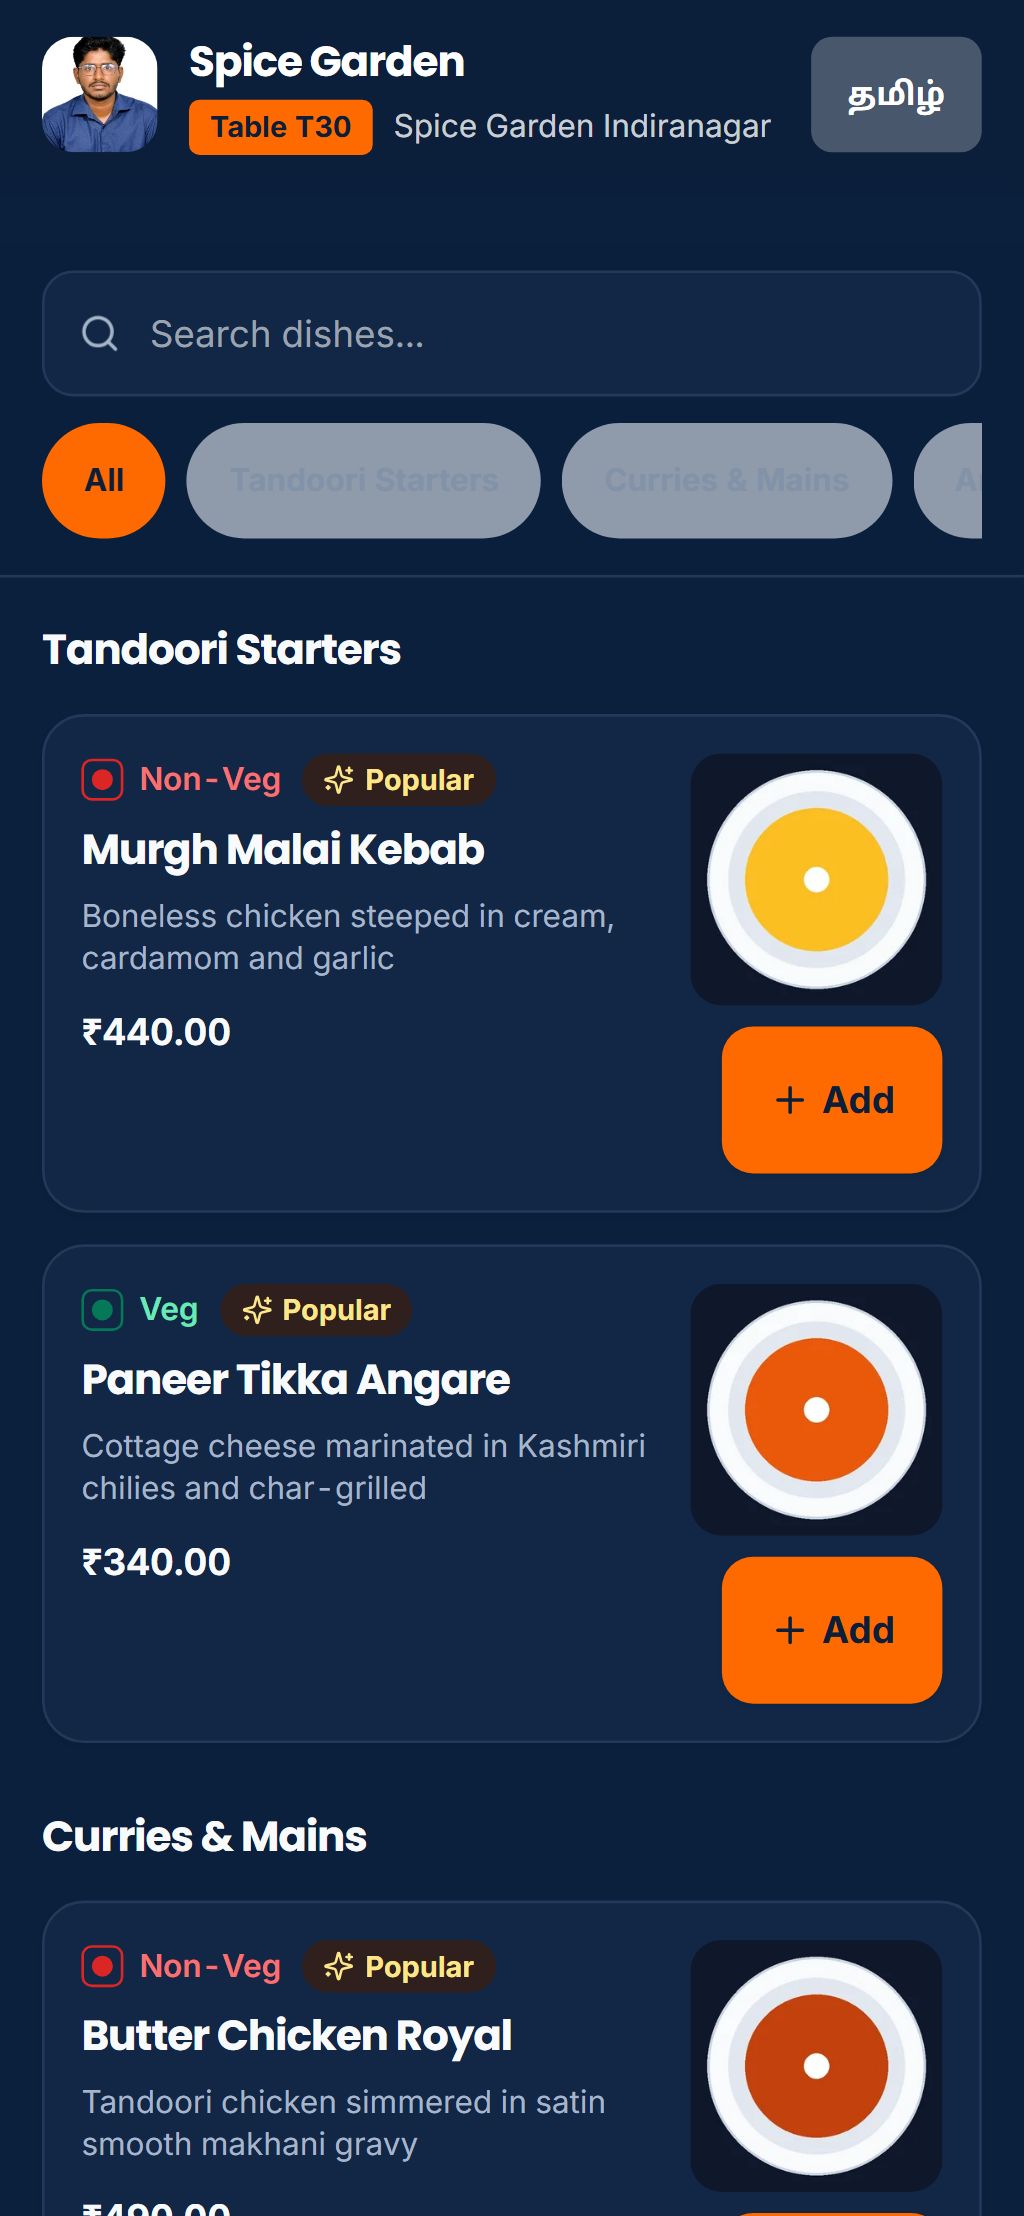 Spice Garden
Table T30 Spice Garden Indiranagar
தமிழ்
Search dishes...
All Tandoori Starters Curries & Mains A
Tandoori Starters
Non-Veg Popular
Murgh Malai Kebab
Boneless chicken steeped in cream,
cardamom and garlic
₹440.00
+ Add
Veg Popular
Paneer Tikka Angare
Cottage cheese marinated in Kashmiri
chilies and char-grilled
₹340.00
+ Add
Curries & Mains
Non-Veg Popular
Butter Chicken Royal
Tandoori chicken simmered in satin
smooth makhani gravy
₹490.00